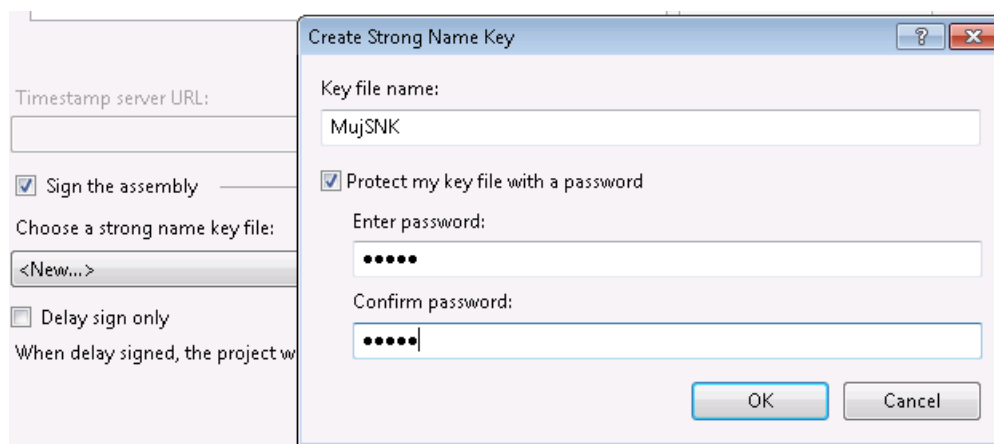 Create Strong Name Key
Key file name:
MujSNK
Protect my key file with a password
Enter password:
•••••
Confirm password:
•••••
OK
Cancel
Timestamp server URL:
Sign the assembly
Choose a strong name key file:
<New...>
Delay sign only
When delay signed, the project w